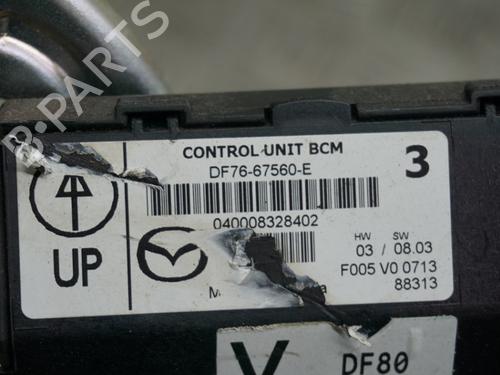 B-PARTS
CONTROL UNIT BCM
3
DF76-67560-E
040008328402
UP
HW SW
03 / 08.03
F005 V0 0713
88313
DF80